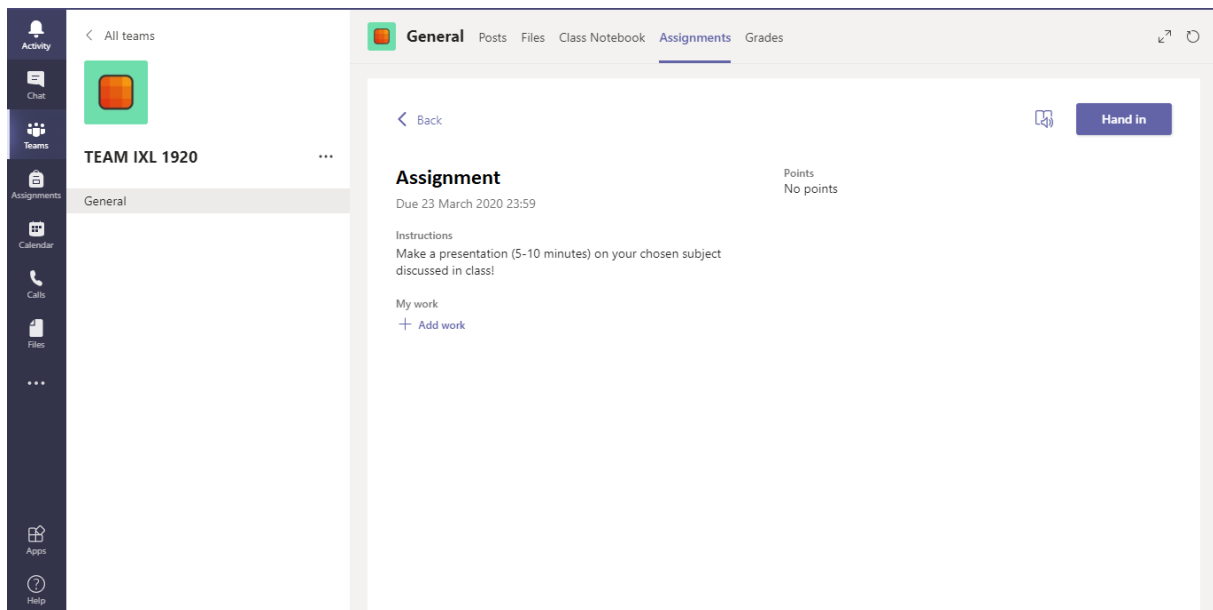 Activity
Chat
Teams
Assignments
Calendar
Calls
Files
Apps
Help
All teams
TEAM IXL 1920
General
General Posts Files Class Notebook Assignments Grades
Back
Hand in
Assignment
Due 23 March 2020 23:59
Points
No points
Instructions
Make a presentation (5-10 minutes) on your chosen subject
discussed in class!
My work
Add work